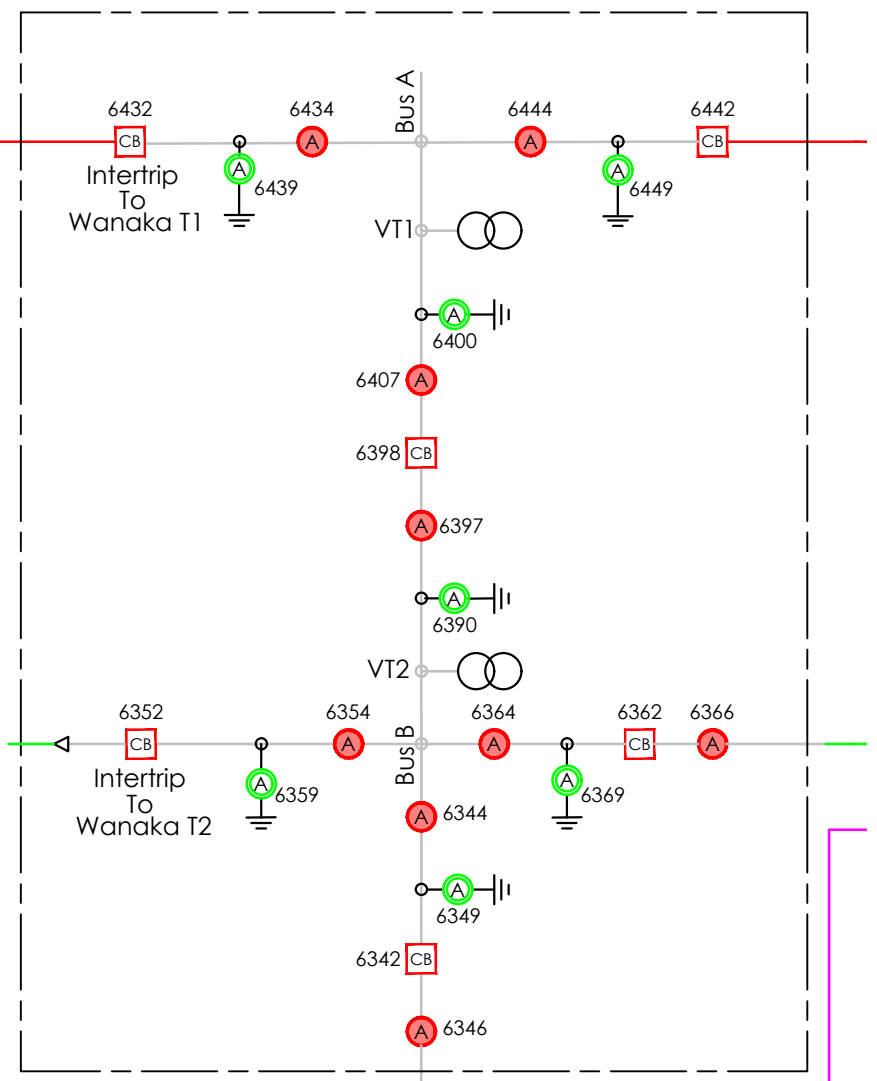 Bus A
6432
6434
6444
6442
CB
A
A
CB
A
6439
A
6449
Intertrip
To
Wanaka T1
VT1
A
6400
6407
A
6398
CB
A
6397
A
6390
VT2
6352
6354
6364
6362
6366
CB
A
Bus B
A
CB
A
Intertrip
To
Wanaka T2
A
6359
A
6369
A
6344
A
6349
6342
CB
A
6346